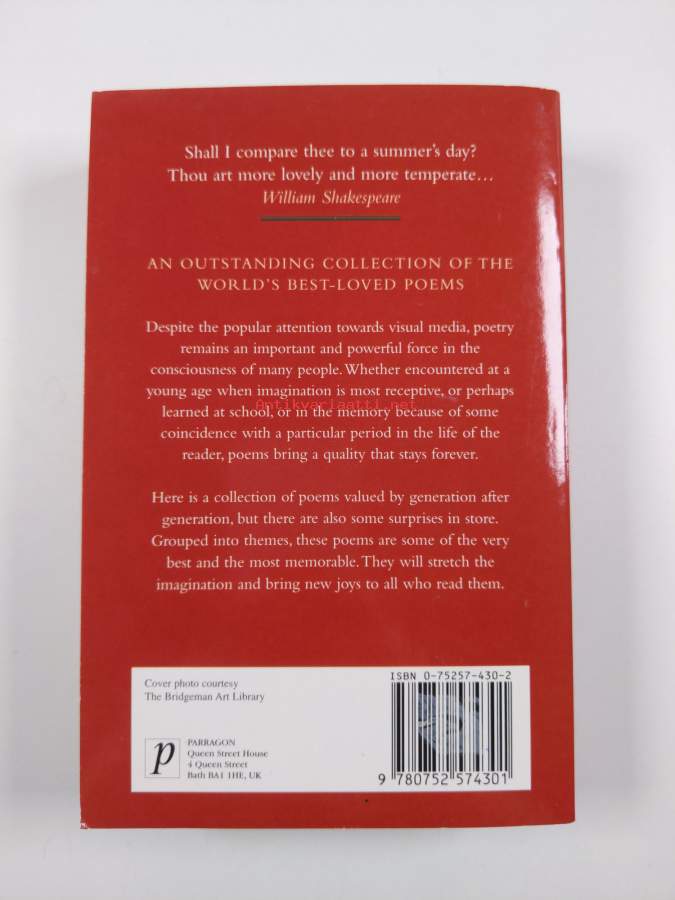 Shall I compare thee to a summer's day?
Thou art more lovely and more temperate…
William Shakespeare
AN OUTSTANDING COLLECTION OF THE
WORLD'S BEST-LOVED POEMS
Despite the popular attention towards visual media, poetry
remains an important and powerful force in the
consciousness of many people. Whether encountered at a
young age when imagination is most receptive, or perhaps
Antikvariaatti.net
learned at school, or in the memory because of some
coincidence with a particular period in the life of the
reader, poems bring a quality that stays forever.
Here is a collection of poems valued by generation after
generation, but there are also some surprises in store.
Grouped into themes, these poems are some of the very
best and the most memorable. They will stretch the
imagination and bring new joys to all who read them.
Cover photo courtesy
The Bridgeman Art Library
p
PARRAGON
Queen Street House
4 Queen Street
Bath BA1 1HE, UK
ISBN 0-75257-430-2
9 780752 574301